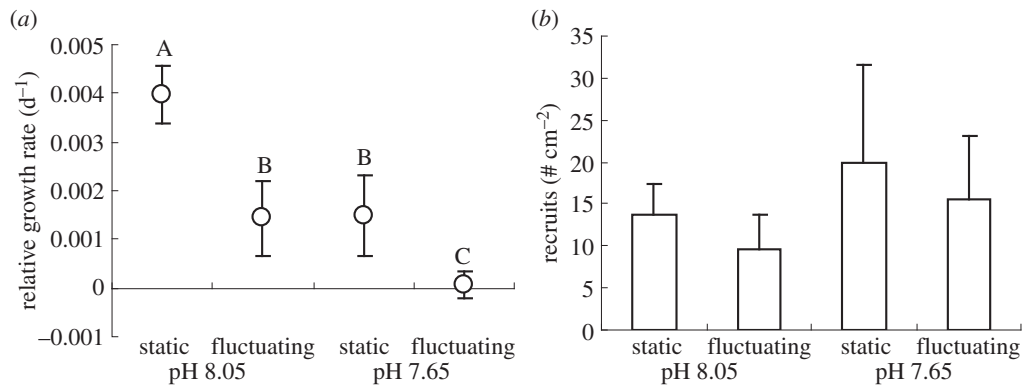 (a)
relative growth rate (d–1)
0.005
0.004
0.003
0.002
0.001
0
–0.001
A
B
B
C
static fluctuating static fluctuating
pH 8.05 pH 7.65
(b)
recruits (# cm–2)
35
30
25
20
15
10
5
0
static fluctuating static fluctuating
pH 8.05 pH 7.65